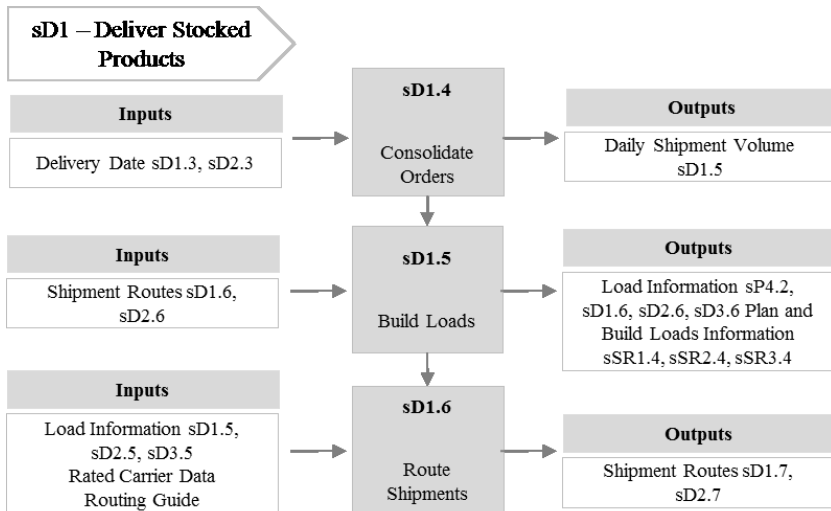 sD1 – Deliver Stocked
Products
Inputs
Delivery Date sD1.3, sD2.3
sD1.4
Consolidate
Orders
Outputs
Daily Shipment Volume
sD1.5
Inputs
Shipment Routes sD1.6,
sD2.6
sD1.5
Build Loads
Outputs
Load Information sP4.2,
sD1.6, sD2.6, sD3.6 Plan and
Build Loads Information
sSR1.4, sSR2.4, sSR3.4
Inputs
Load Information sD1.5,
sD2.5, sD3.5
Rated Carrier Data
Routing Guide
sD1.6
Route
Shipments
Outputs
Shipment Routes sD1.7,
sD2.7